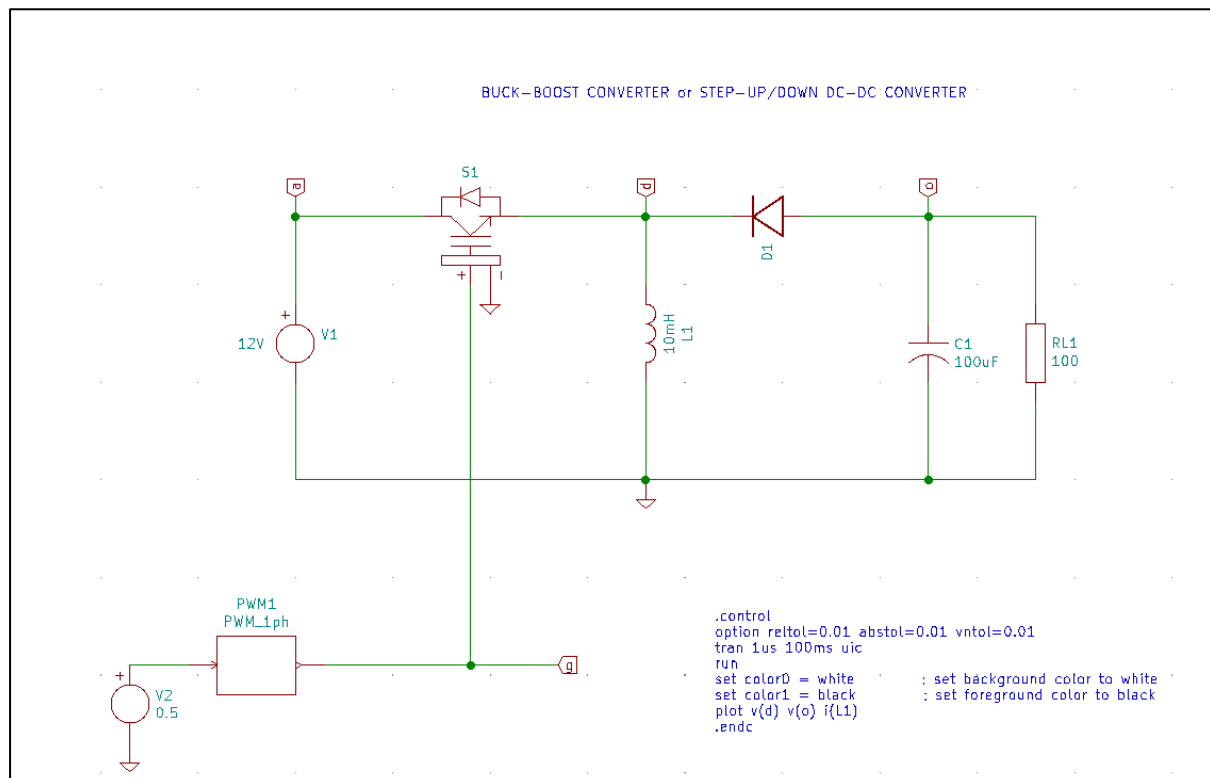 BUCK-BOOST CONVERTER or STEP-UP/DOWN DC-DC CONVERTER
S1
a
d
o
D1
+
-
+
12V
V1
10mH
L1
C1
100uF
RL1
100
PWM1
PWM_1ph
g
+
V2
0.5
.control
option reltol=0.01 abstol=0.01 vntol=0.01
tran 1us 100ms uic
run
set color0 = white ; set background color to white
set color1 = black ; set foreground color to black
plot v(d) v(o) i(L1)
.endc